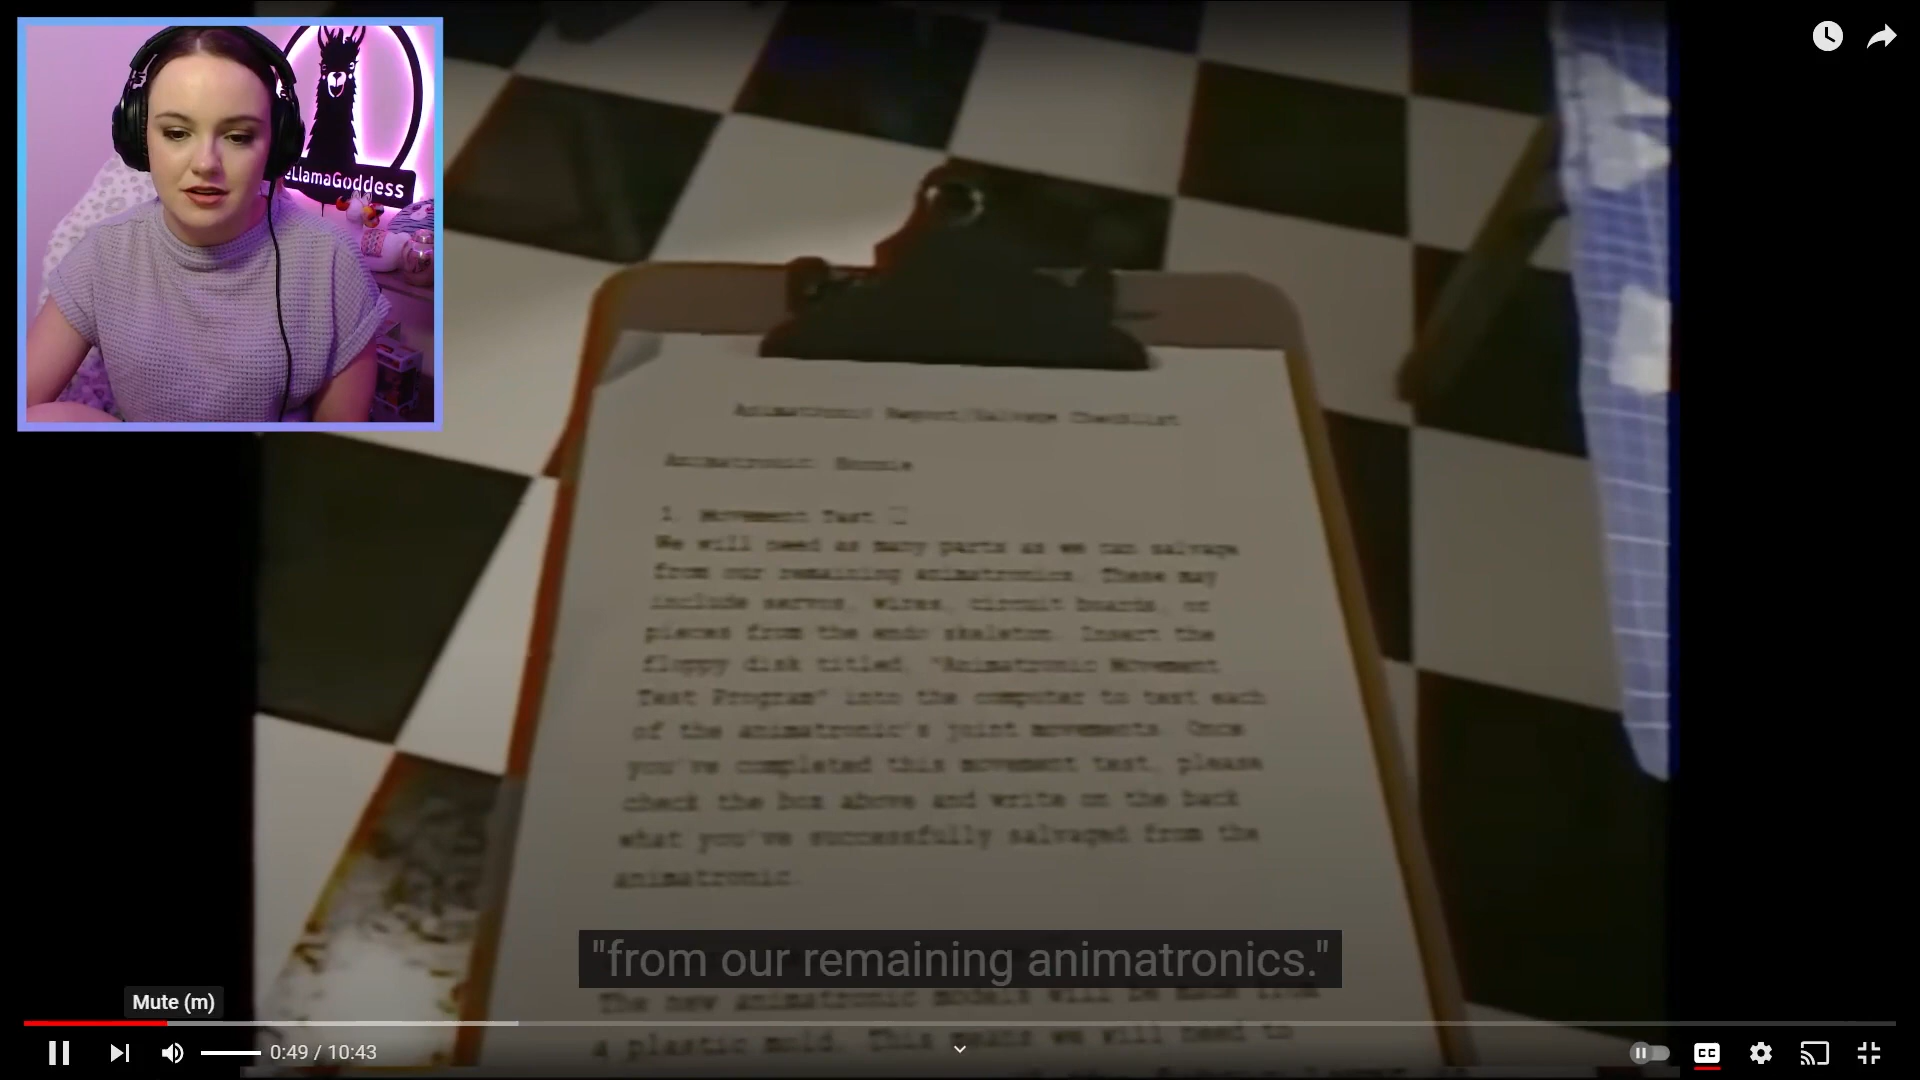 eLlamaGoddess
Animatronic Report/Salvage Checklist
Animatronic: Bonnie
1. Movement Test
We will need as many parts as we can salvage
from our remaining animatronics. These may
include servos, wires, circuit boards, or
pieces from the endo skeleton. Insert the
floppy disk titled, "Animatronic Movement
Test Program" into the computer to test each
of the animatronic's joint movements. Once
you've completed this movement test, please
check the box above and write on the back
what you've successfully salvaged from the
animatronic.
"from our remaining animatronics."
The new animatronic models will be made from
a plastic mold. This means we will need to
Mute (m)
0:49 / 10:43
CC